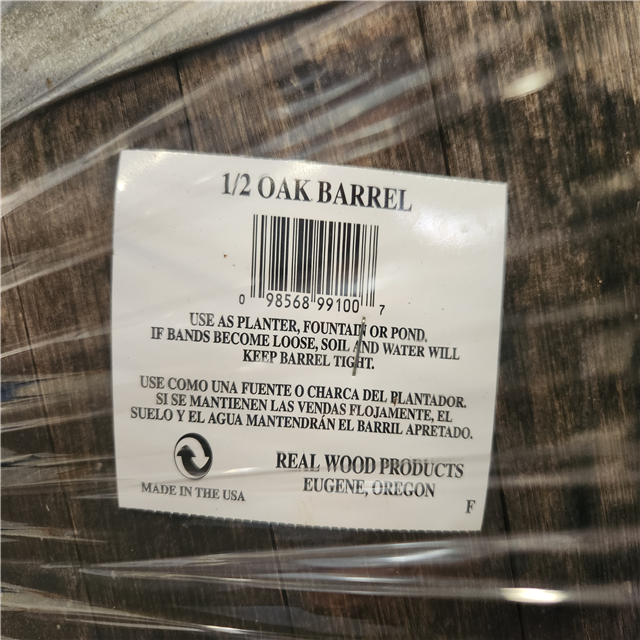 1/2 OAK BARREL
0 98568 99100 7
USE AS PLANTER, FOUNTAIN OR POND.
IF BANDS BECOME LOOSE, SOIL AND WATER WILL
KEEP BARREL TIGHT.
USE COMO UNA FUENTE O CHARCA DEL PLANTADOR.
SI SE MANTIENEN LAS VENDAS FLOJAMENTE, EL
SUELO Y EL AGUA MANTENDRÁN EL BARRIL APRETADO.
REAL WOOD PRODUCTS
EUGENE, OREGON
MADE IN THE USA
F